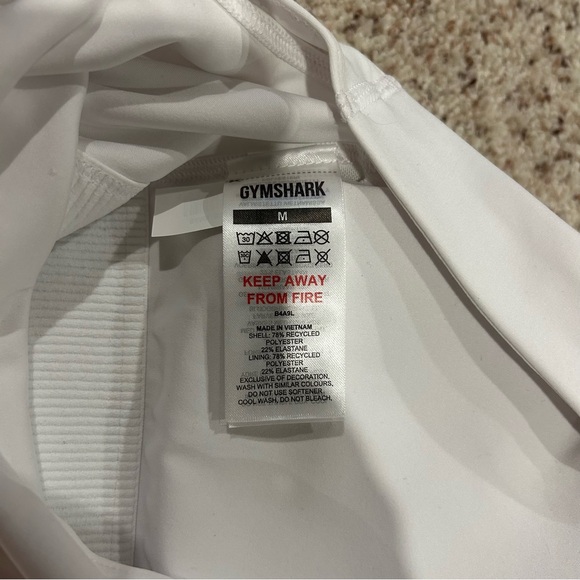 GYMSHARK
M
30
KEEP AWAY
FROM FIRE
B4A9L
MADE IN VIETNAM
SHELL: 78% RECYCLED
POLYESTER
22% ELASTANE
LINING: 78% RECYCLED
POLYESTER
22% ELASTANE
EXCLUSIVE OF DECORATION.
WASH WITH SIMILAR COLOURS,
DO NOT USE SOFTENER.
COOL WASH, DO NOT BLEACH.